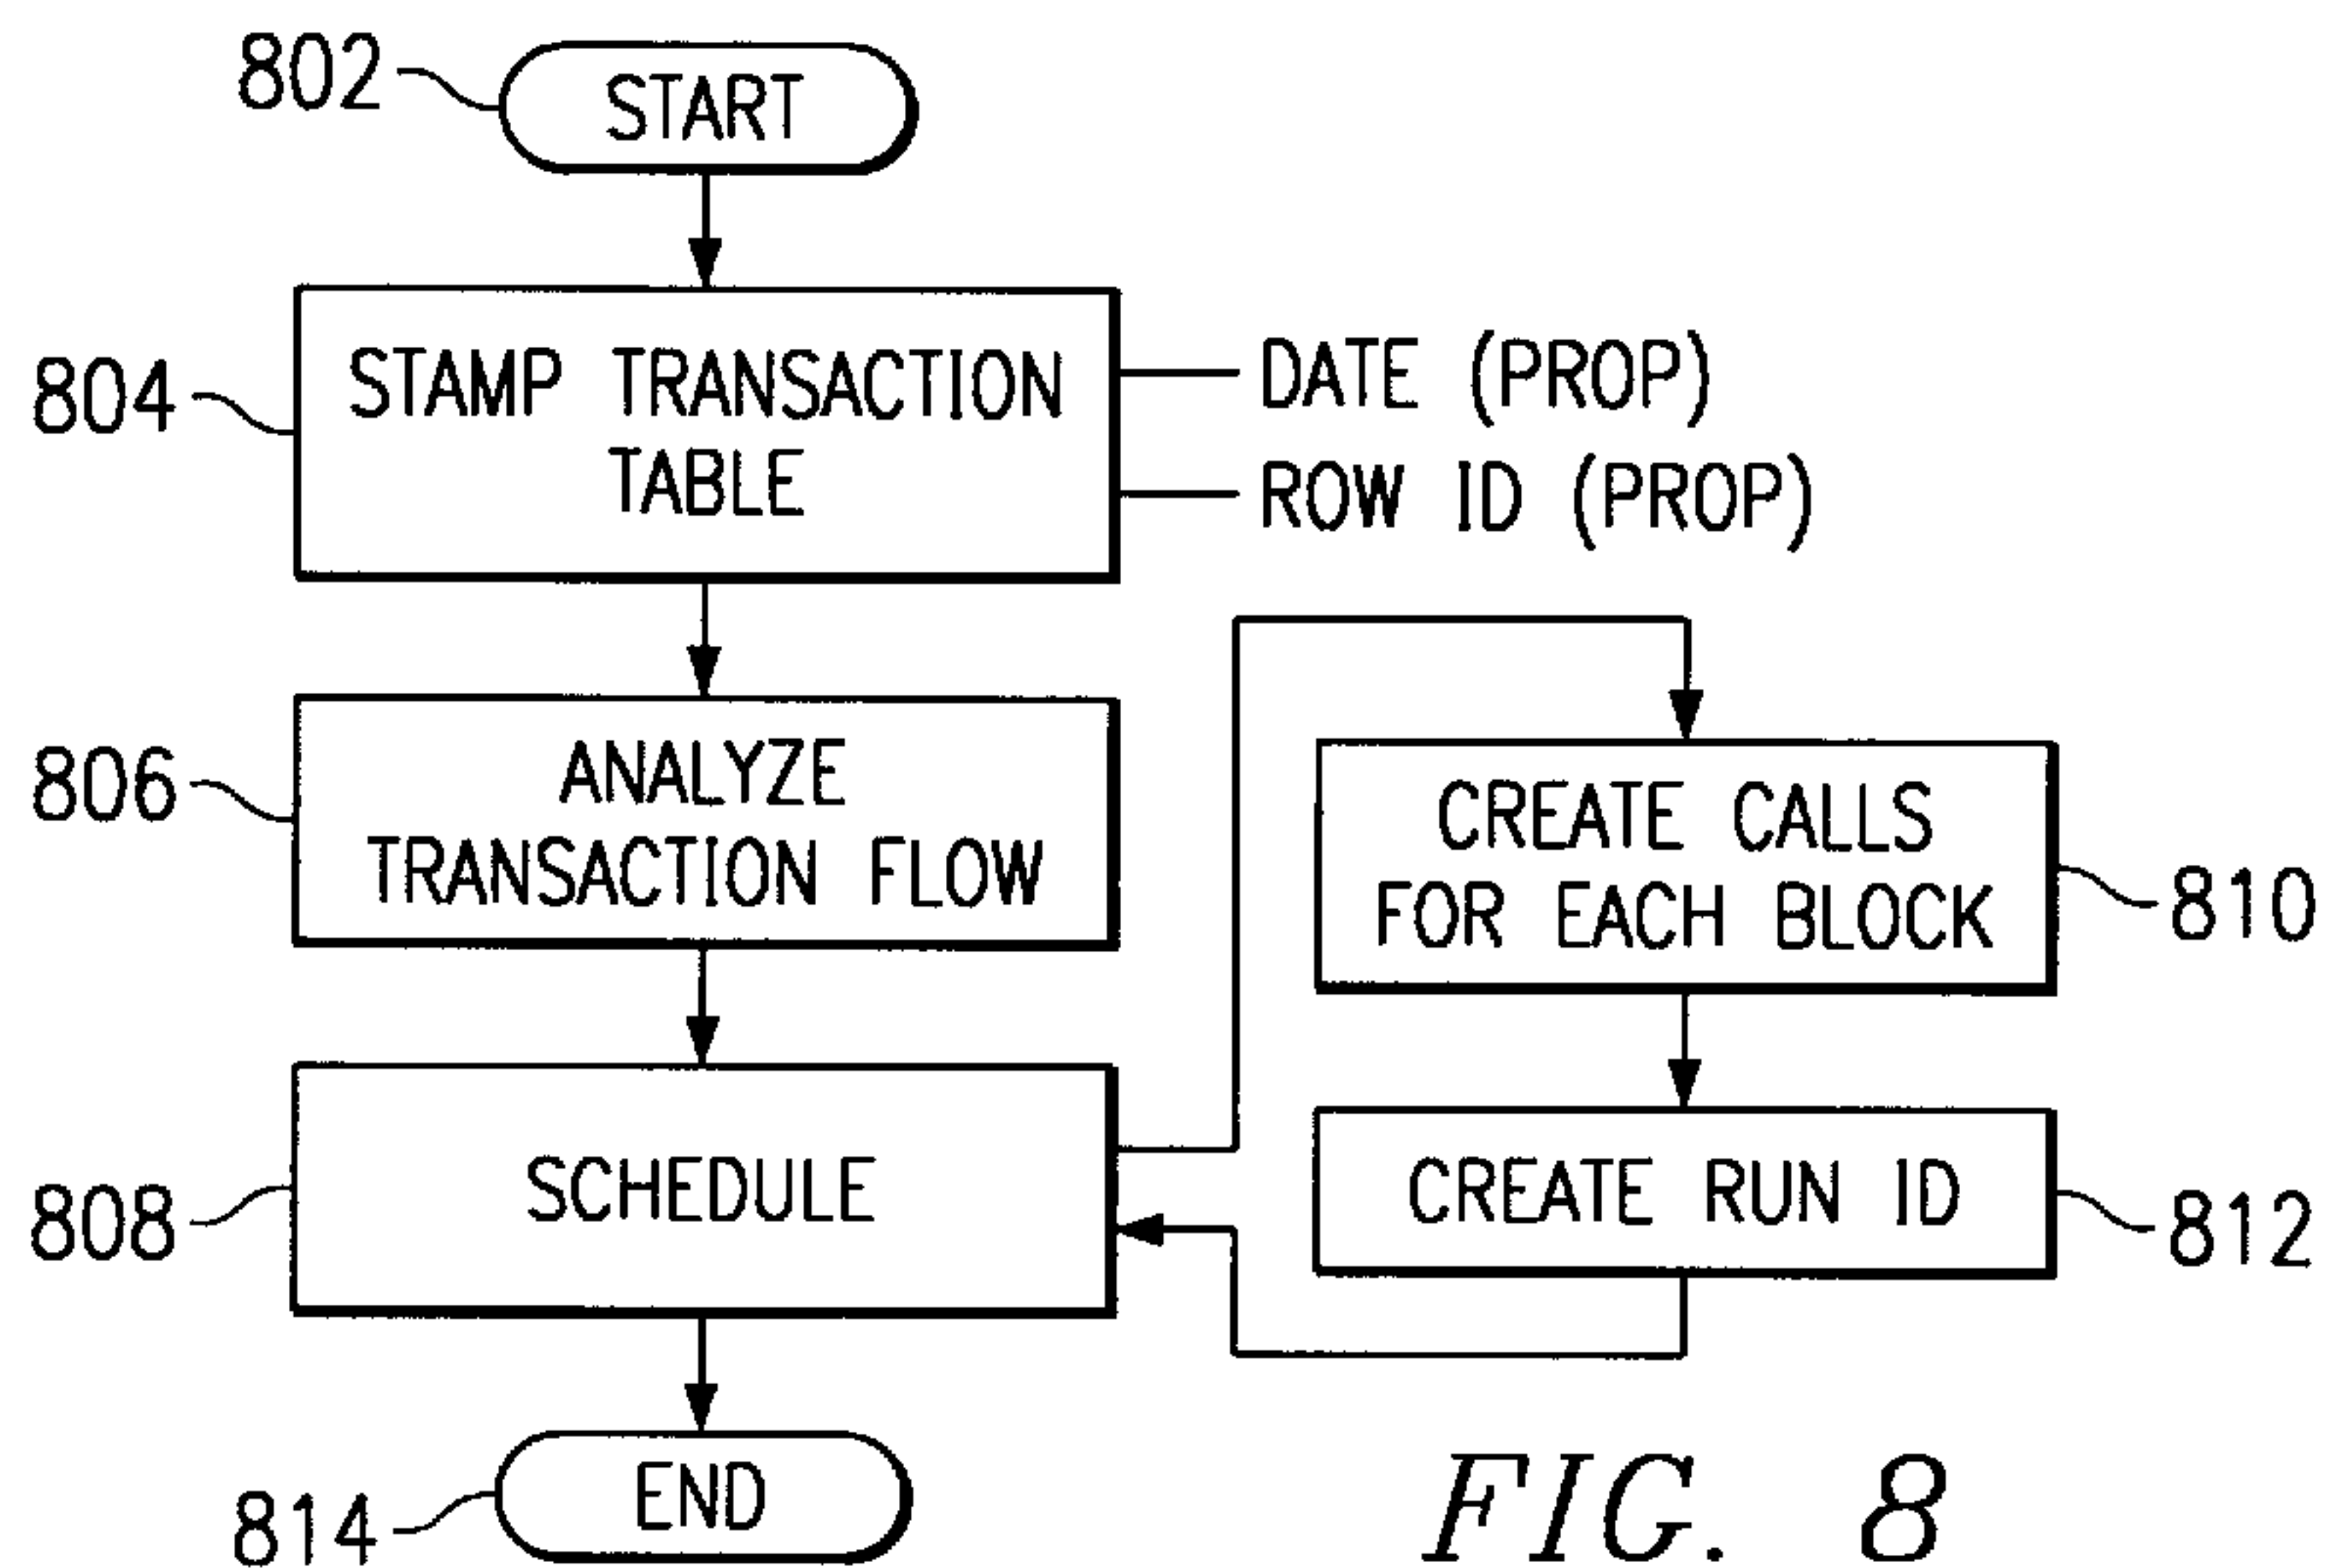 802
START
804
STAMP TRANSACTION
TABLE
DATE (PROP)
ROW ID (PROP)
806
ANALYZE
TRANSACTION FLOW
808
SCHEDULE
CREATE CALLS
FOR EACH BLOCK
810
CREATE RUN ID
812
814
END
FIG. 8